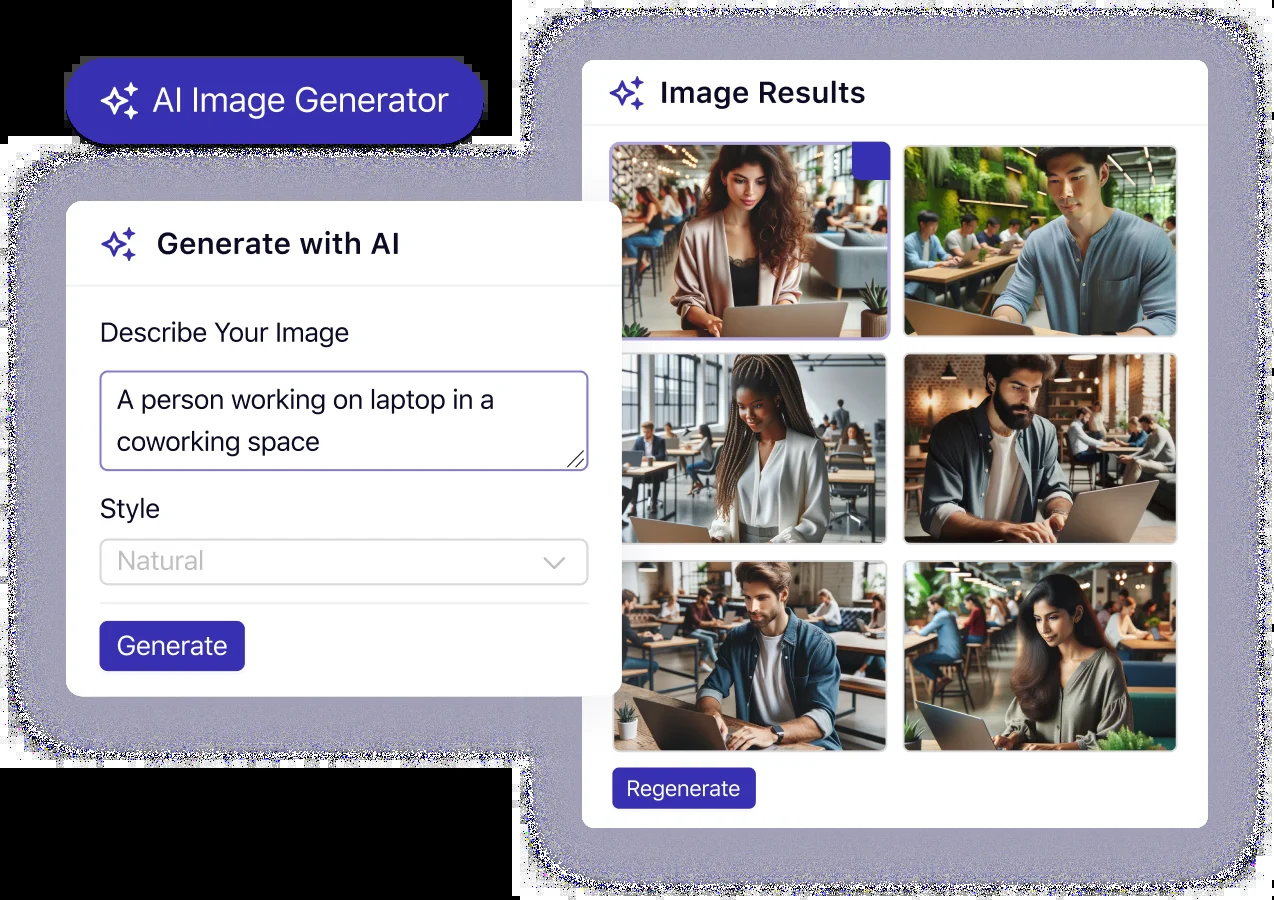 AI Image Generator
Generate with AI
Describe Your Image
A person working on laptop in a
coworking space
Style
Natural
Generate
Image Results
Regenerate